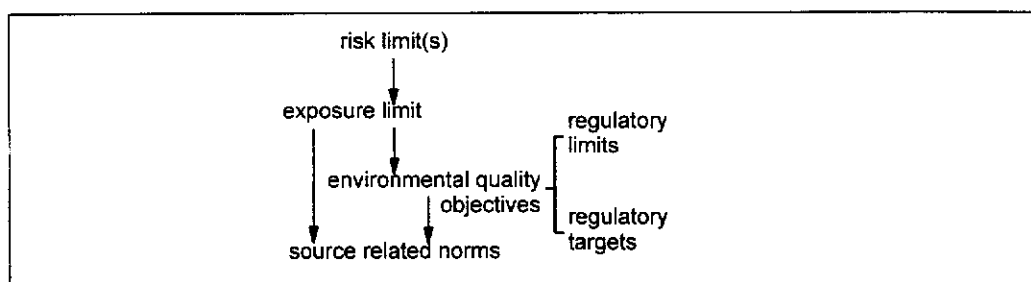 risk limit(s)
exposure limit
regulatory
limits
environmental quality
objectives
regulatory
targets
source related norms